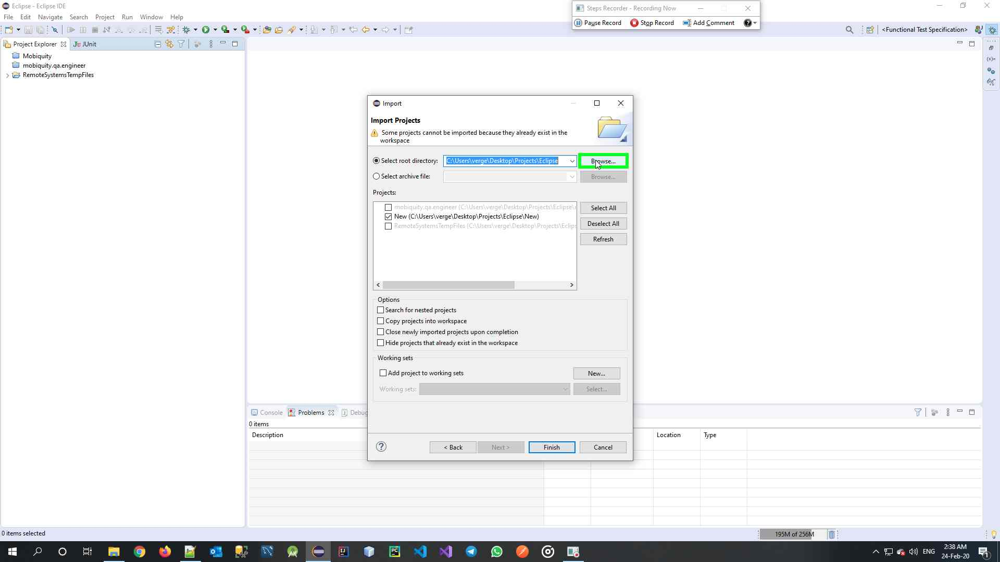 Eclipse - Eclipse IDE
Steps Recorder - Recording Now
File Edit Navigate Search Project Run Window Help
Pause Record Stop Record Add Comment
<Functional Test Specification>
Project Explorer JUnit
Mobiquity
mobiquity.qa.engineer
RemoteSystemsTempFiles
(x)=
Import
Import Projects
Some projects cannot be imported because they already exist in the
workspace
Select root directory: C:\Users\verge\Desktop\Projects\Eclipse Browse...
Select archive file: Browse...
Projects:
mobiquity.qa.engineer (C:\Users\verge\Desktop\Projects\Eclipse\
Select All
New (C:\Users\verge\Desktop\Projects\Eclipse\New)
RemoteSystemsTempFiles (C:\Users\verge\Desktop\Projects\Eclips
Deselect All
Refresh
Options
Search for nested projects
Copy projects into workspace
Close newly imported projects upon completion
Hide projects that already exist in the workspace
Working sets
Add project to working sets New...
Working sets: Select...
Console Problems Debug
0 items
Description Location Type
< Back Next > Finish Cancel
0 items selected 195M of 256M
ENG 2:38 AM
24-Feb-20
1